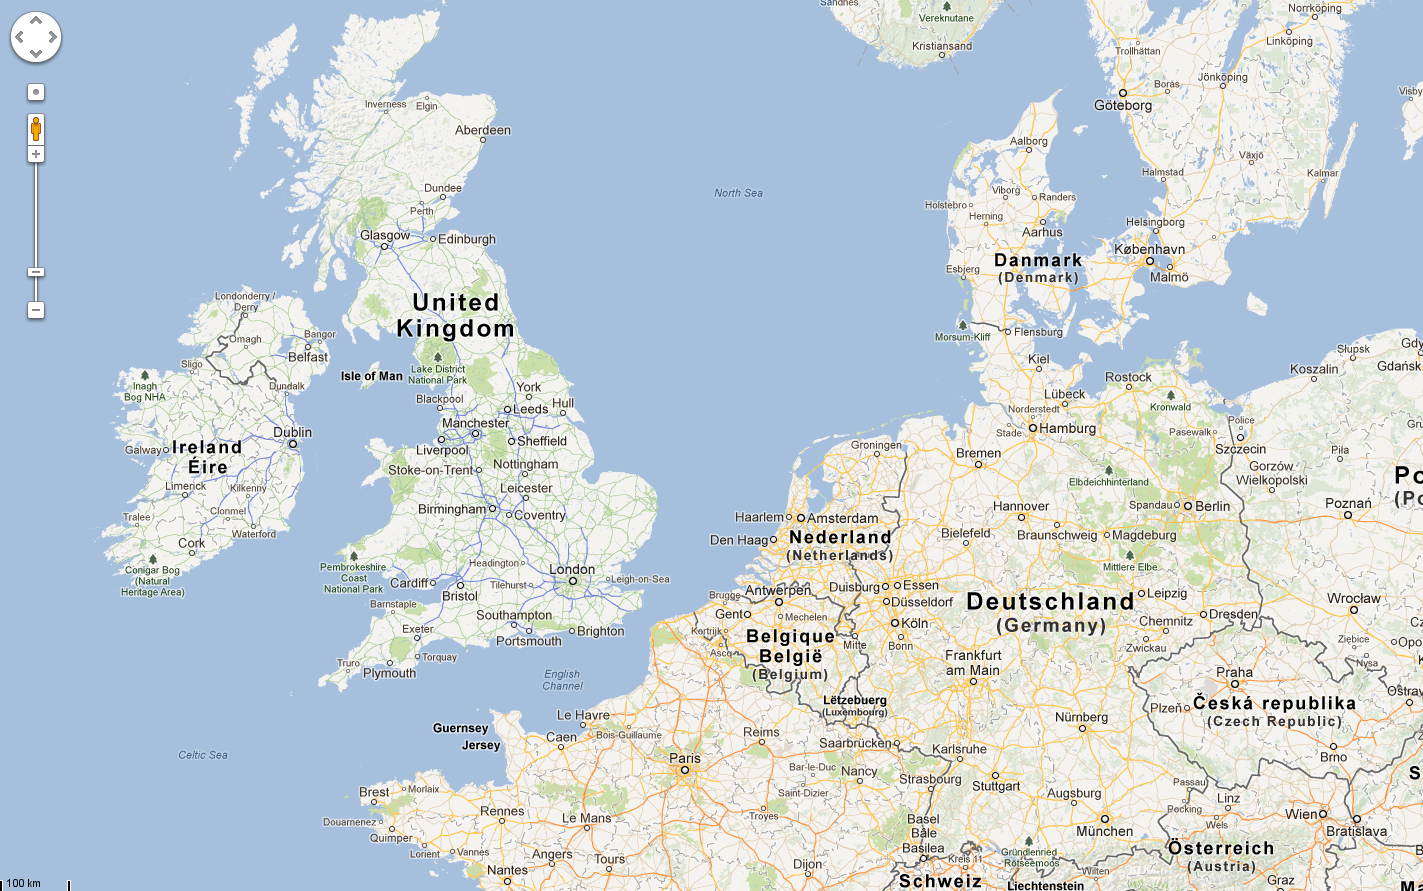 Sandnes
Vereknutane
Kristiansand
Norrköping
Linköping
Trollhättan
Jönköping
Borås
Göteborg
Visby
Växjö
Halmstad
Kalmar
Helsingborg
Inverness
Elgin
Aberdeen
Dundee
Perth
Glasgow
Edinburgh
North Sea
Aalborg
Viborg
Randers
Holstebro
Herning
Aarhus
København
Malmö
Esbjerg
Danmark
(Denmark)
United
Kingdom
Londonderry /
Derry
Omagh
Bangor
Belfast
Sligo
Dundalk
Inagh
Bog NHA
Isle of Man
Lake District
National Park
Morsum-Kliff
Flensburg
Kiel
Rostock
Lübeck
Kronwald
Norderstedt
Stade
Hamburg
Słupsk
Gdy
Gdańsk
Koszalin
Police
Pasewalk
Szczecin
Piła
Gorzów
Wielkopolski
Poznań
Po
(Po
Blackpool
York
Leeds
Hull
Manchester
Liverpool
Sheffield
Stoke-on-Trent
Nottingham
Leicester
Birmingham
Coventry
Dublin
Galway
Ireland
Éire
Limerick
Kilkenny
Clonmel
Tralee
Waterford
Cork
Conigar Bog
(Natural
Heritage Area)
Pembrokeshire
Coast
National Park
Headington
London
Cardiff
Bristol
Tilehurst
Leigh-on-Sea
Barnstaple
Southampton
Exeter
Portsmouth
Brighton
Torquay
Truro
Plymouth
English
Channel
Celtic Sea
Guernsey
Jersey
Groningen
Bremen
Elbdeichhinterland
Haarlem
Amsterdam
Den Haag
Nederland
(Netherlands)
Hannover
Spandau
Berlin
Bielefeld
Braunschweig
Magdeburg
Mittlere Elbe
Brugge
Antwerpen
Duisburg
Essen
Düsseldorf
Gent
Mechelen
Köln
Kortrijk
Belgique
België
(Belgium)
Ascq
Mitte
Bonn
Deutschland
(Germany)
Leipzig
Dresden
Chemnitz
Zwickau
Wrocław
Ziębice
Opo
Nysa
Frankfurt
am Main
Praha
Plzeň
Česká republika
(Czech Republic)
Ostrav
Brno
Lëtzebuerg
(Luxembourg)
Nürnberg
Le Havre
Caen
Bois-Guillaume
Reims
Saarbrücken
Karlsruhe
Paris
Bar-le-Duc
Nancy
Strasbourg
Stuttgart
Saint-Dizier
Troyes
Augsburg
München
Passau
Linz
Pocking
Wels
Wien
Bratislava
S
Brest
Morlaix
Douarnenez
Quimper
Lorient
Vannes
Rennes
Le Mans
Angers
Tours
Nantes
Dijon
Basel
Bâle
Basilea
Kreis 11
Gründlenried
Rötseemoos
Schweiz
Liechtenstein
Kempten
Österreich
(Austria)
Graz
Ma
100 km